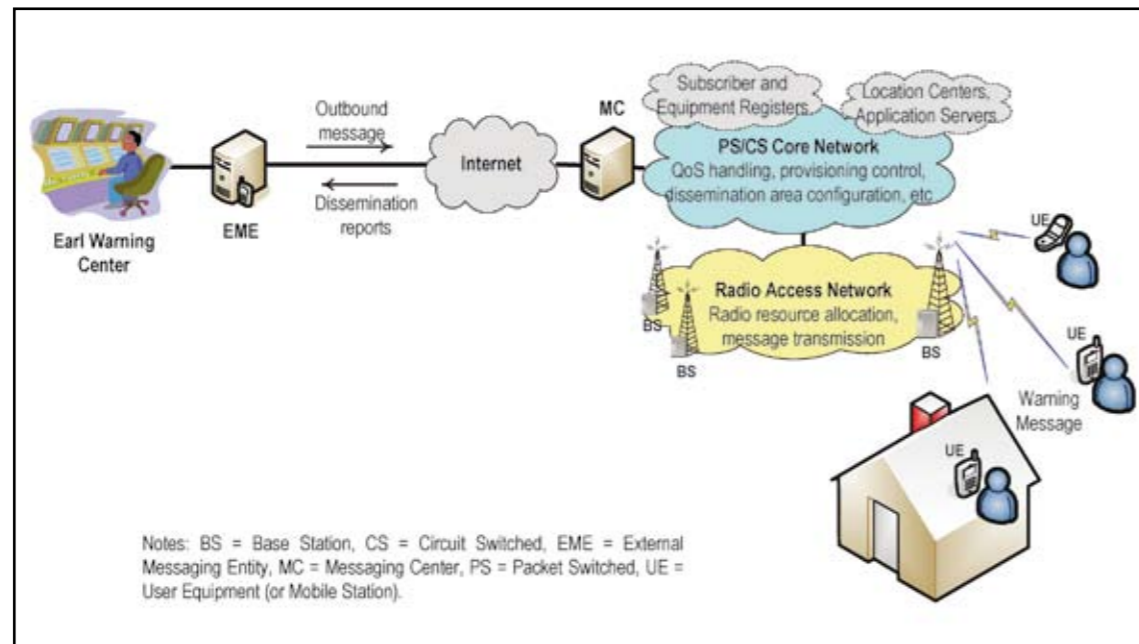 Subscriber and
Equipment Registers
Location Centers,
Application Servers
MC
Outbound
message
Internet
PS/CS Core Network
QoS handling, provisioning control,
dissemination area configuration, etc
Dissemination
reports
EME
Earl Warning
Center
UE
Radio Access Network
Radio resource allocation,
message transmission
BS
BS
BS
UE
Warning
Message
UE
Notes: BS = Base Station, CS = Circuit Switched, EME = External
Messaging Entity, MC = Messaging Center, PS = Packet Switched, UE =
User Equipment (or Mobile Station).